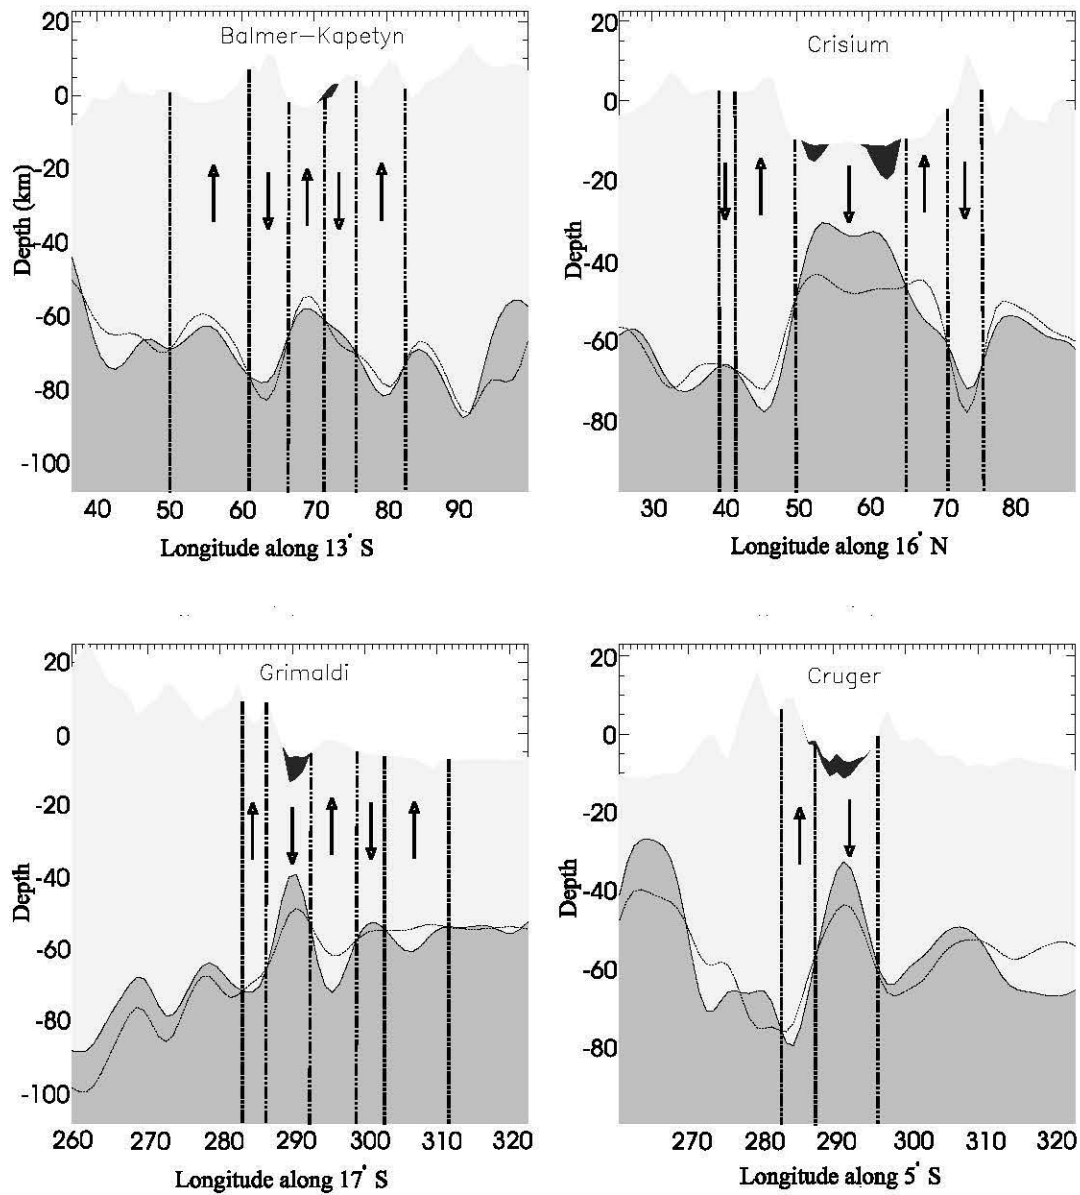 Balmer–Kapetyn
20
0
-20
-40
-60
-80
-100
Depth (km)
40 50 60 70 80 90
Longitude along 13° S
Crisium
20
0
-20
-40
-60
-80
Depth
30 40 50 60 70 80
Longitude along 16° N
Grimaldi
20
0
-20
-40
-60
-80
-100
Depth
260 270 280 290 300 310 320
Longitude along 17° S
Cruger
20
0
-20
-40
-60
-80
Depth
270 280 290 300 310 320
Longitude along 5° S